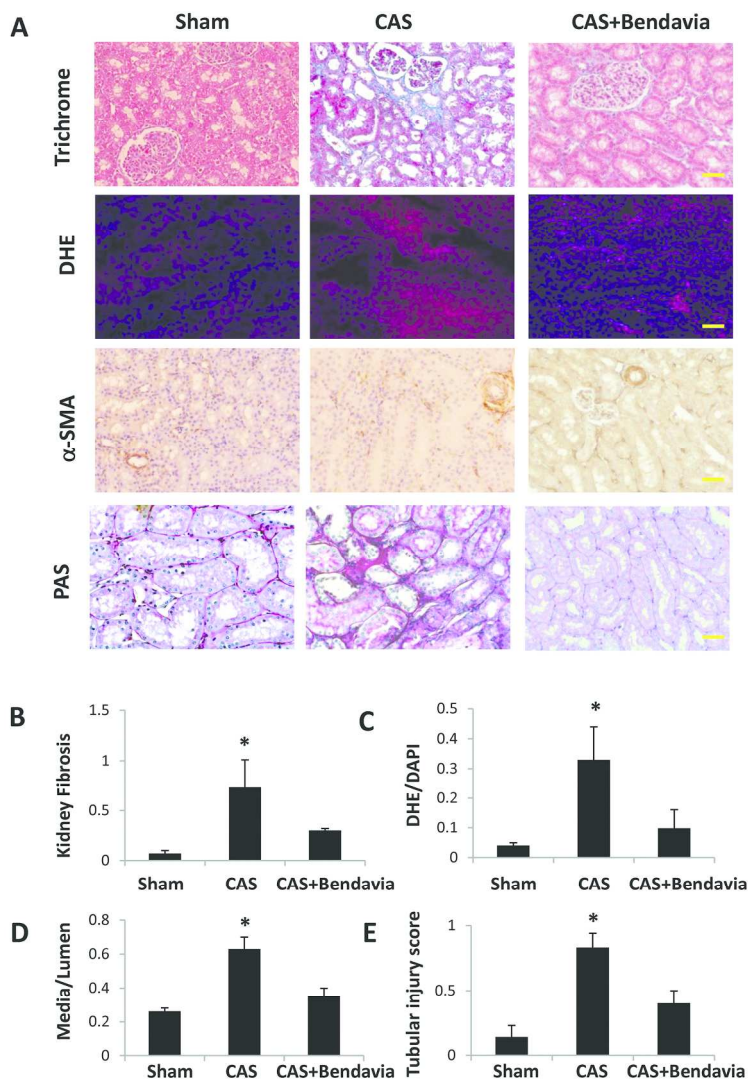 A
Sham CAS CAS+Bendavia
Trichrome
DHE
α-SMA
PAS
B
Kidney Fibrosis
1.5
1
0.5
0
*
Sham CAS CAS+Bendavia
C
DHE/DAPI
0.5
0.4
0.3
0.2
0.1
0
*
Sham CAS CAS+Bendavia
D
Media/Lumen
0.8
0.6
0.4
0.2
0
*
Sham CAS CAS+Bendavia
E
Tubular injury score
1
0.5
0
*
Sham CAS CAS+Bendavia